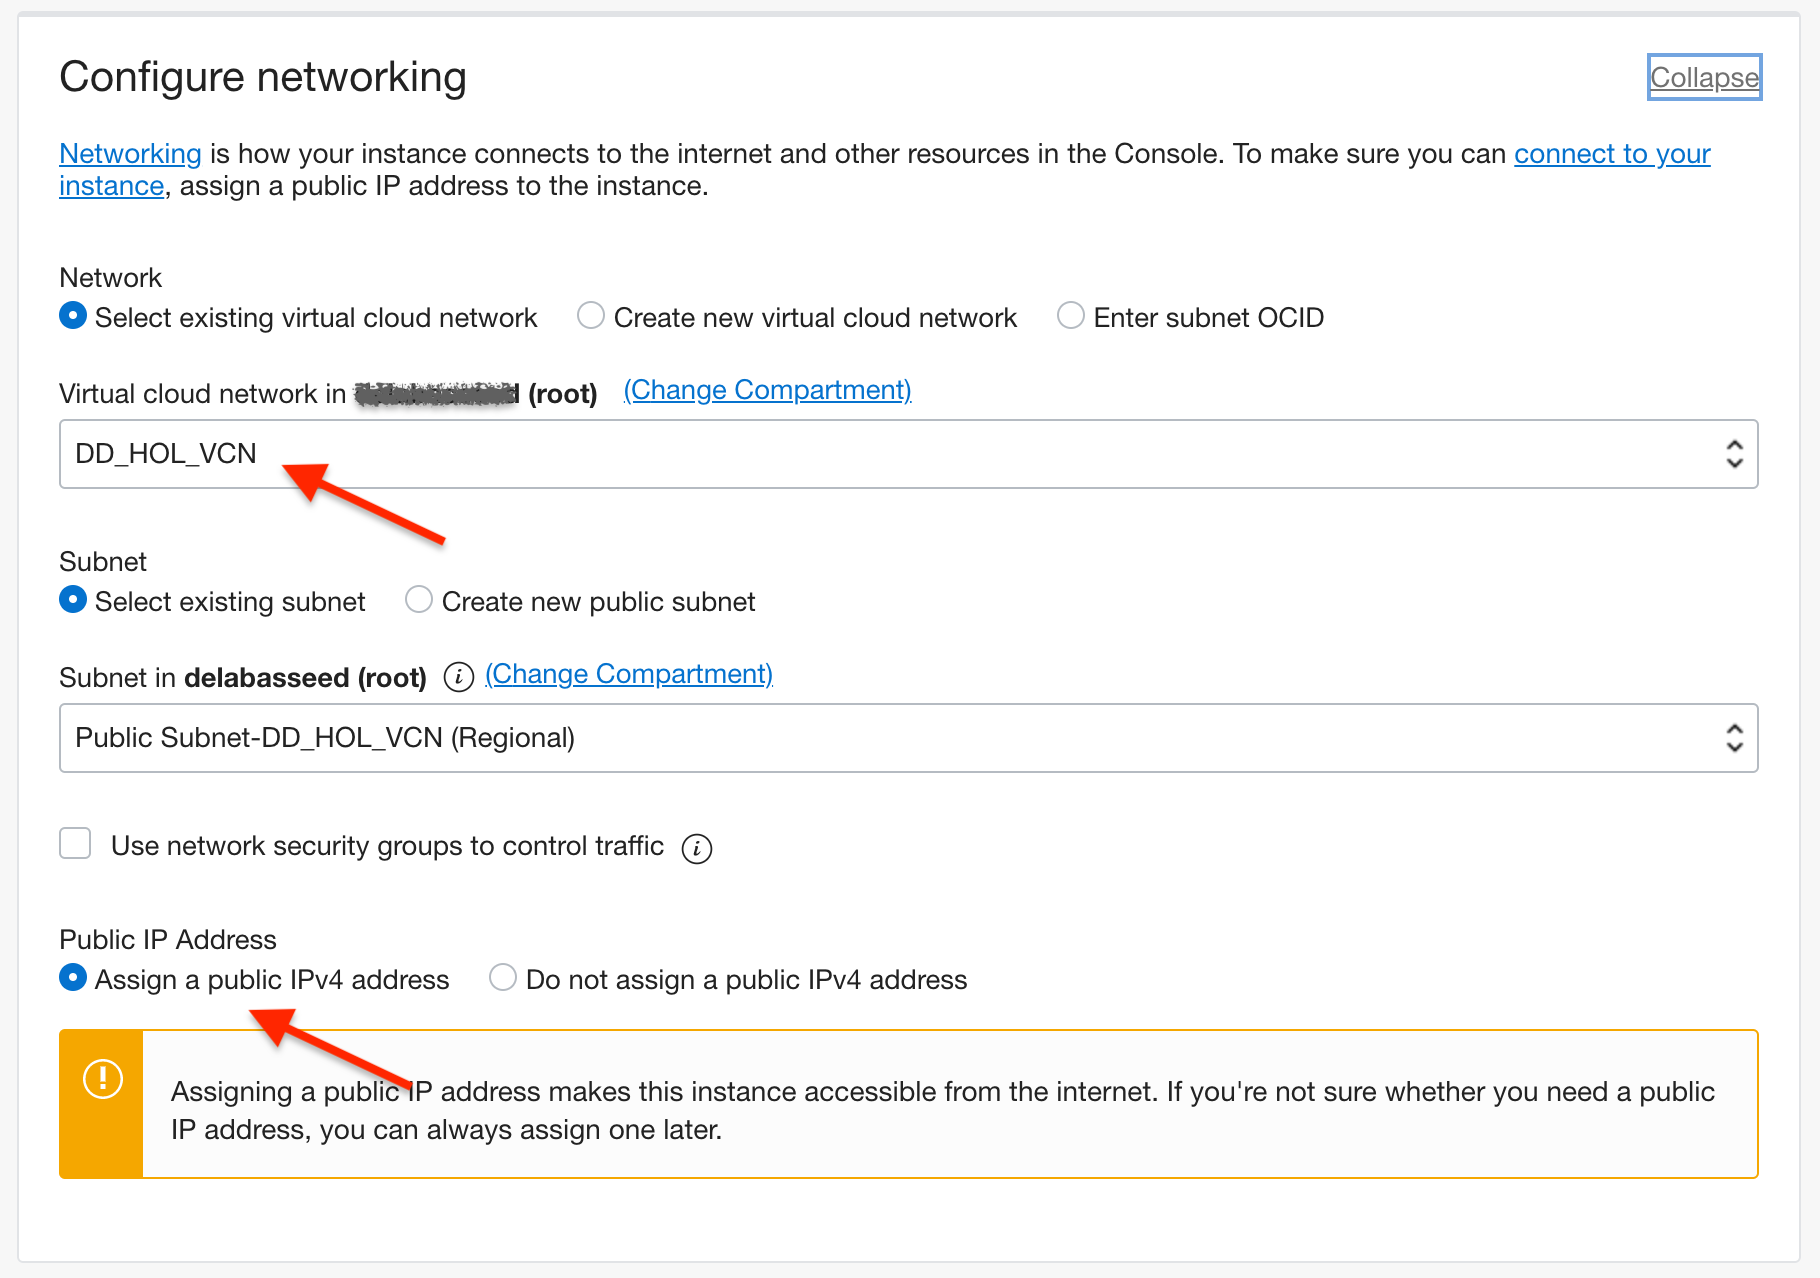 Configure networking
Collapse
Networking is how your instance connects to the internet and other resources in the Console. To make sure you can connect to your
instance, assign a public IP address to the instance.
Network
Select existing virtual cloud network
Create new virtual cloud network
Enter subnet OCID
Virtual cloud network in (root) (Change Compartment)
DD_HOL_VCN
Subnet
Select existing subnet
Create new public subnet
Subnet in delabasseed (root) (Change Compartment)
Public Subnet-DD_HOL_VCN (Regional)
Use network security groups to control traffic
Public IP Address
Assign a public IPv4 address
Do not assign a public IPv4 address
Assigning a public IP address makes this instance accessible from the internet. If you're not sure whether you need a public
IP address, you can always assign one later.